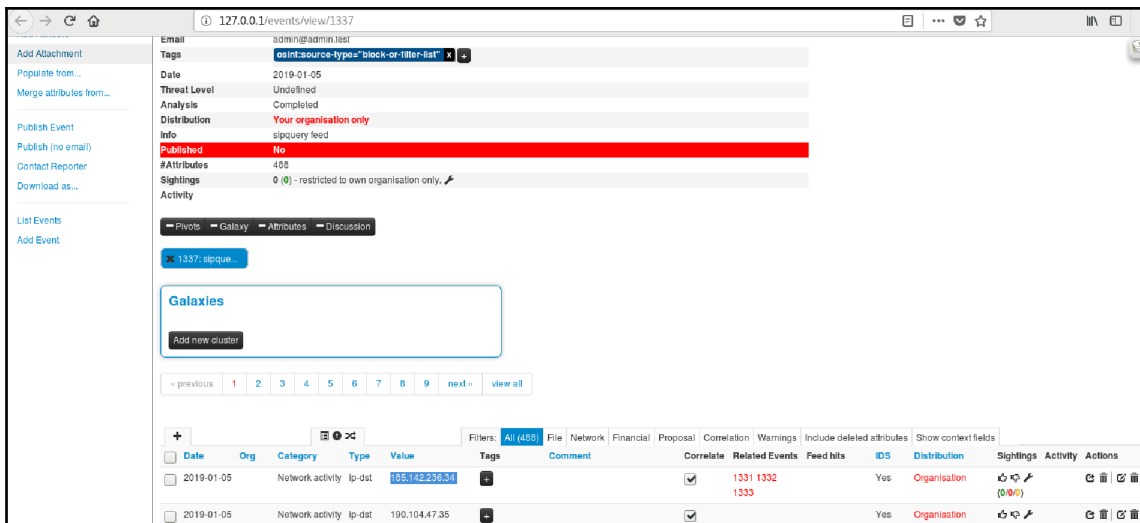 127.0.0.1/events/view/1337
Add Attachment
Populate from...
Merge attributes from...
Publish Event
Publish (no email)
Contact Reporter
Download as...
List Events
Add Event
Email admin@admin.test
Tags osint:source-type="block-or-filter-list" x +
Date 2019-01-05
Threat Level Undefined
Analysis Completed
Distribution Your organisation only
Info sipquery feed
Published No
#Attributes 488
Sightings 0 (0) - restricted to own organisation only.
Activity
Pivots Galaxy Attributes Discussion
1337: sipque...
Galaxies
Add new cluster
« previous 1 2 3 4 5 6 7 8 9 next » view all
Filters: All (488) File Network Financial Proposal Correlation Warnings Include deleted attributes Show context fields
Date Org Category Type Value Tags Comment Correlate Related Events Feed hits IDS Distribution Sightings Activity Actions
2019-01-05 Network activity ip-dst 185.142.236.34 + 1331 1332 Yes Organisation
1333 (0/0/0)
2019-01-05 Network activity ip-dst 190.104.47.35 + Yes Organisation